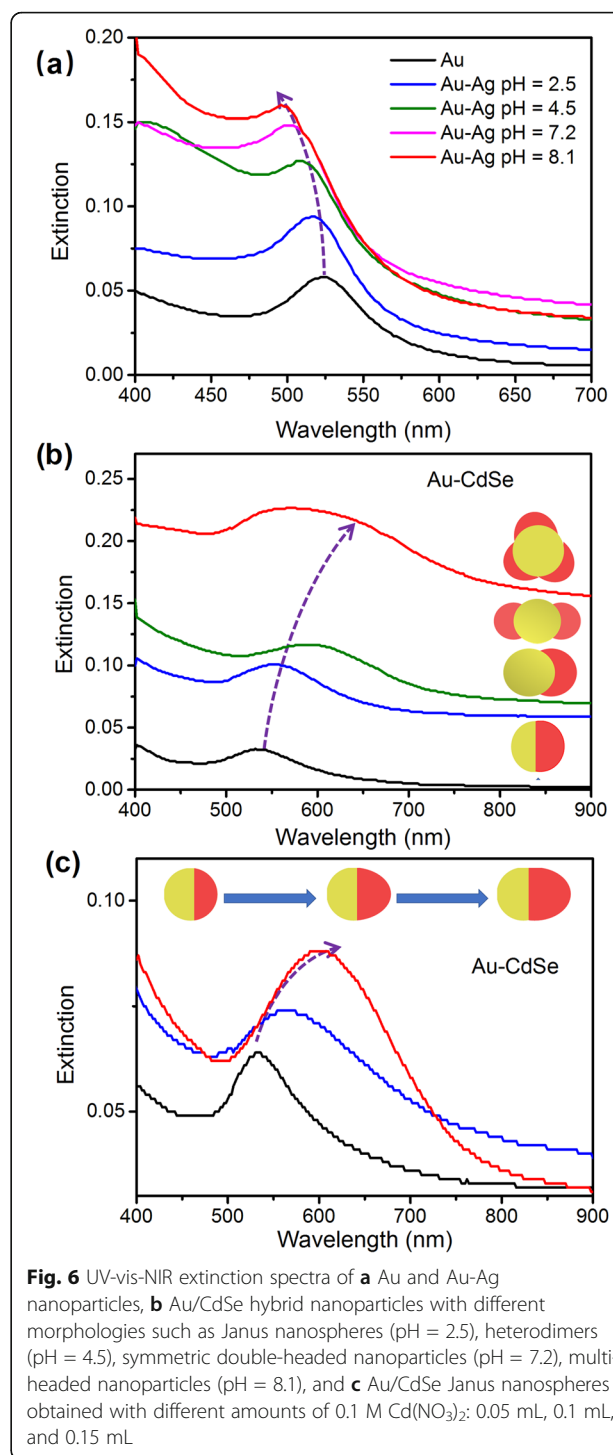 (a)
0.20
0.15
0.10
0.05
0.00
Extinction
Au
Au-Ag pH = 2.5
Au-Ag pH = 4.5
Au-Ag pH = 7.2
Au-Ag pH = 8.1
400 450 500 550 600 650 700
Wavelength (nm)
(b)
0.25
0.20
0.15
0.10
0.05
0.00
Extinction
Au-CdSe
400 500 600 700 800 900
Wavelength (nm)
(c)
0.10
0.05
Extinction
Au-CdSe
400 500 600 700 800 900
Wavelength (nm)
Fig. 6 UV-vis-NIR extinction spectra of a Au and Au-Ag
nanoparticles, b Au/CdSe hybrid nanoparticles with different
morphologies such as Janus nanospheres (pH = 2.5), heterodimers
(pH = 4.5), symmetric double-headed nanoparticles (pH = 7.2), multi-
headed nanoparticles (pH = 8.1), and c Au/CdSe Janus nanospheres
obtained with different amounts of 0.1 M Cd(NO₃)₂: 0.05 mL, 0.1 mL,
and 0.15 mL